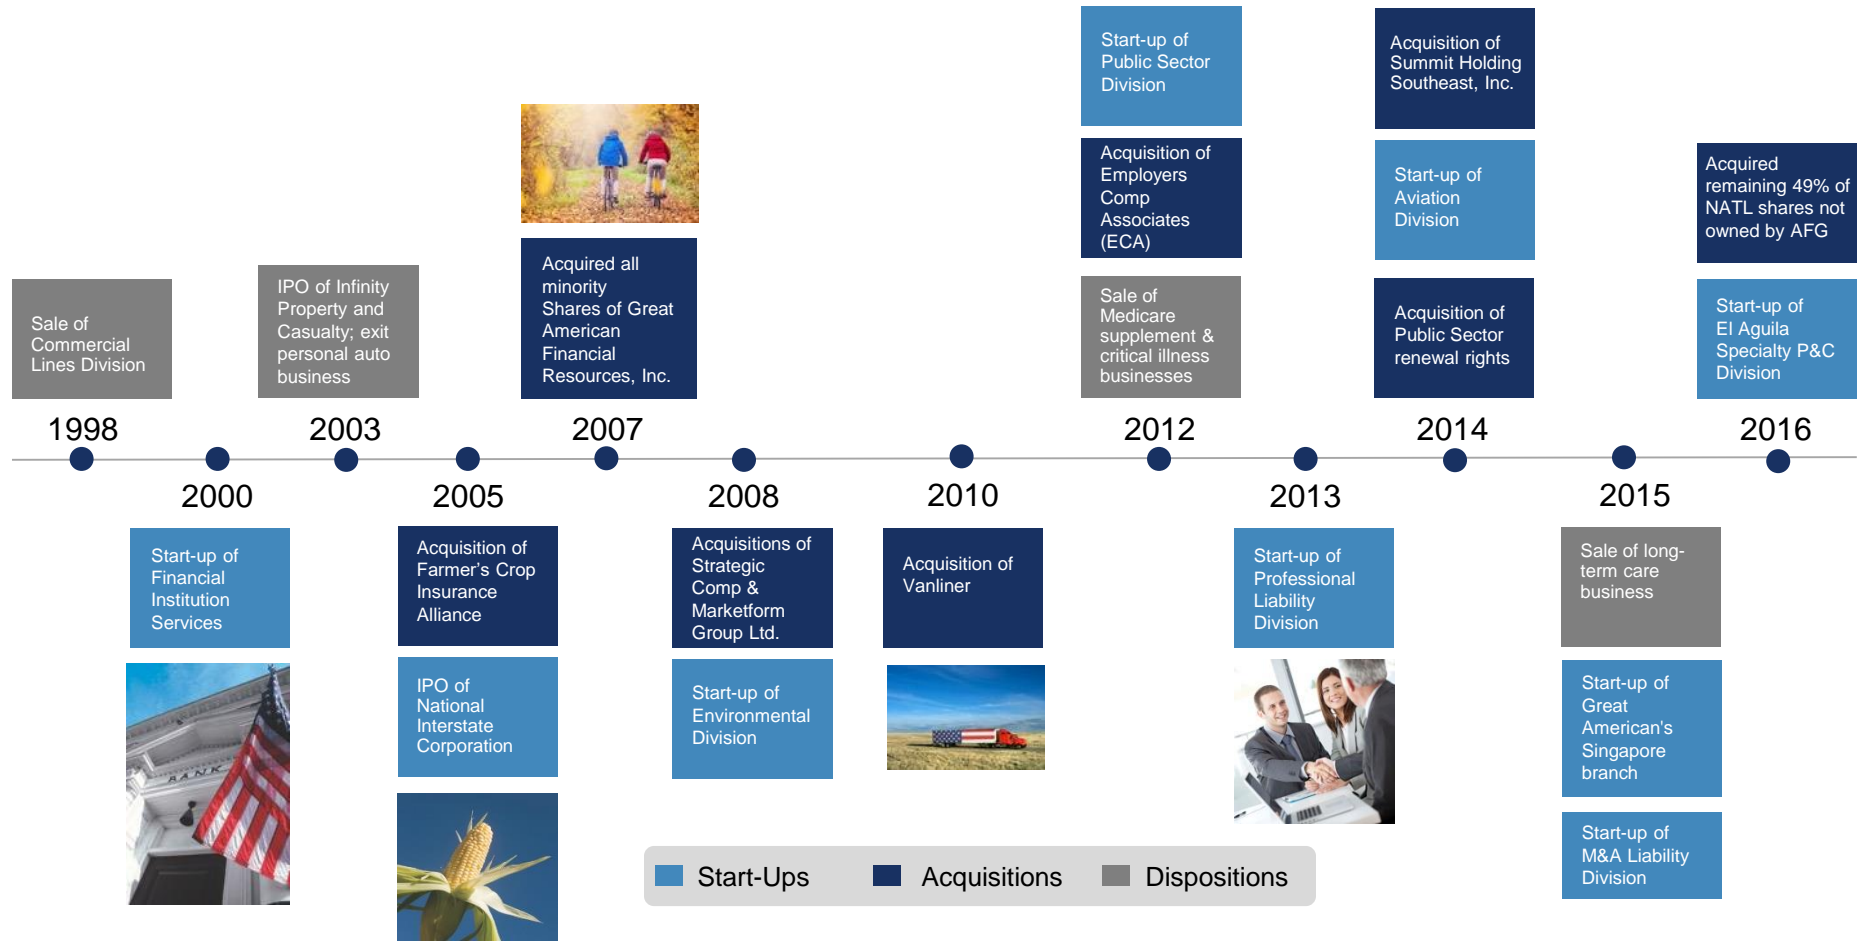 Start-up of
Public Sector
Division
Acquisition of
Employers
Comp
Associates
(ECA)
Sale of
Medicare
supplement &
critical illness
businesses
Acquisition of
Summit Holding
Southeast, Inc.
Start-up of
Aviation
Division
Acquisition of
Public Sector
renewal rights
Acquired
remaining 49% of
NATL shares not
owned by AFG
Start-up of
El Aguila
Specialty P&C
Division
Sale of
Commercial
Lines Division
IPO of Infinity
Property and
Casualty; exit
personal auto
business
Acquired all
minority
Shares of Great
American
Financial
Resources, Inc.
1998
2003
2007
2012
2014
2016
2000
2005
2008
2010
2013
2015
Start-up of
Financial
Institution
Services
BANK
Acquisition of
Farmer’s Crop
Insurance
Alliance
IPO of
National
Interstate
Corporation
Acquisitions of
Strategic
Comp &
Marketform
Group Ltd.
Start-up of
Environmental
Division
Acquisition of
Vanliner
Start-up of
Professional
Liability
Division
Sale of long-
term care
business
Start-up of
Great
American's
Singapore
branch
Start-up of
M&A Liability
Division
Start-Ups
Acquisitions
Dispositions